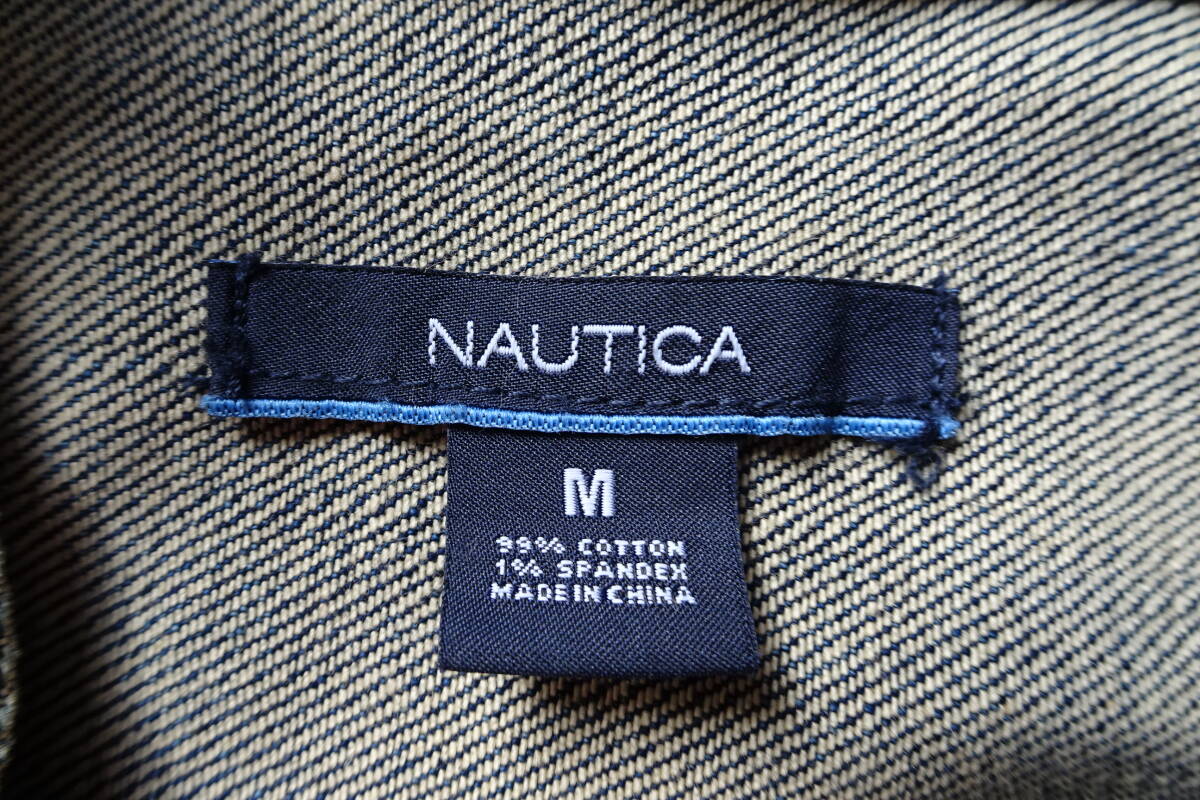 NAUTICA
M
99% COTTON
1% SPANDEX
MADE IN CHINA